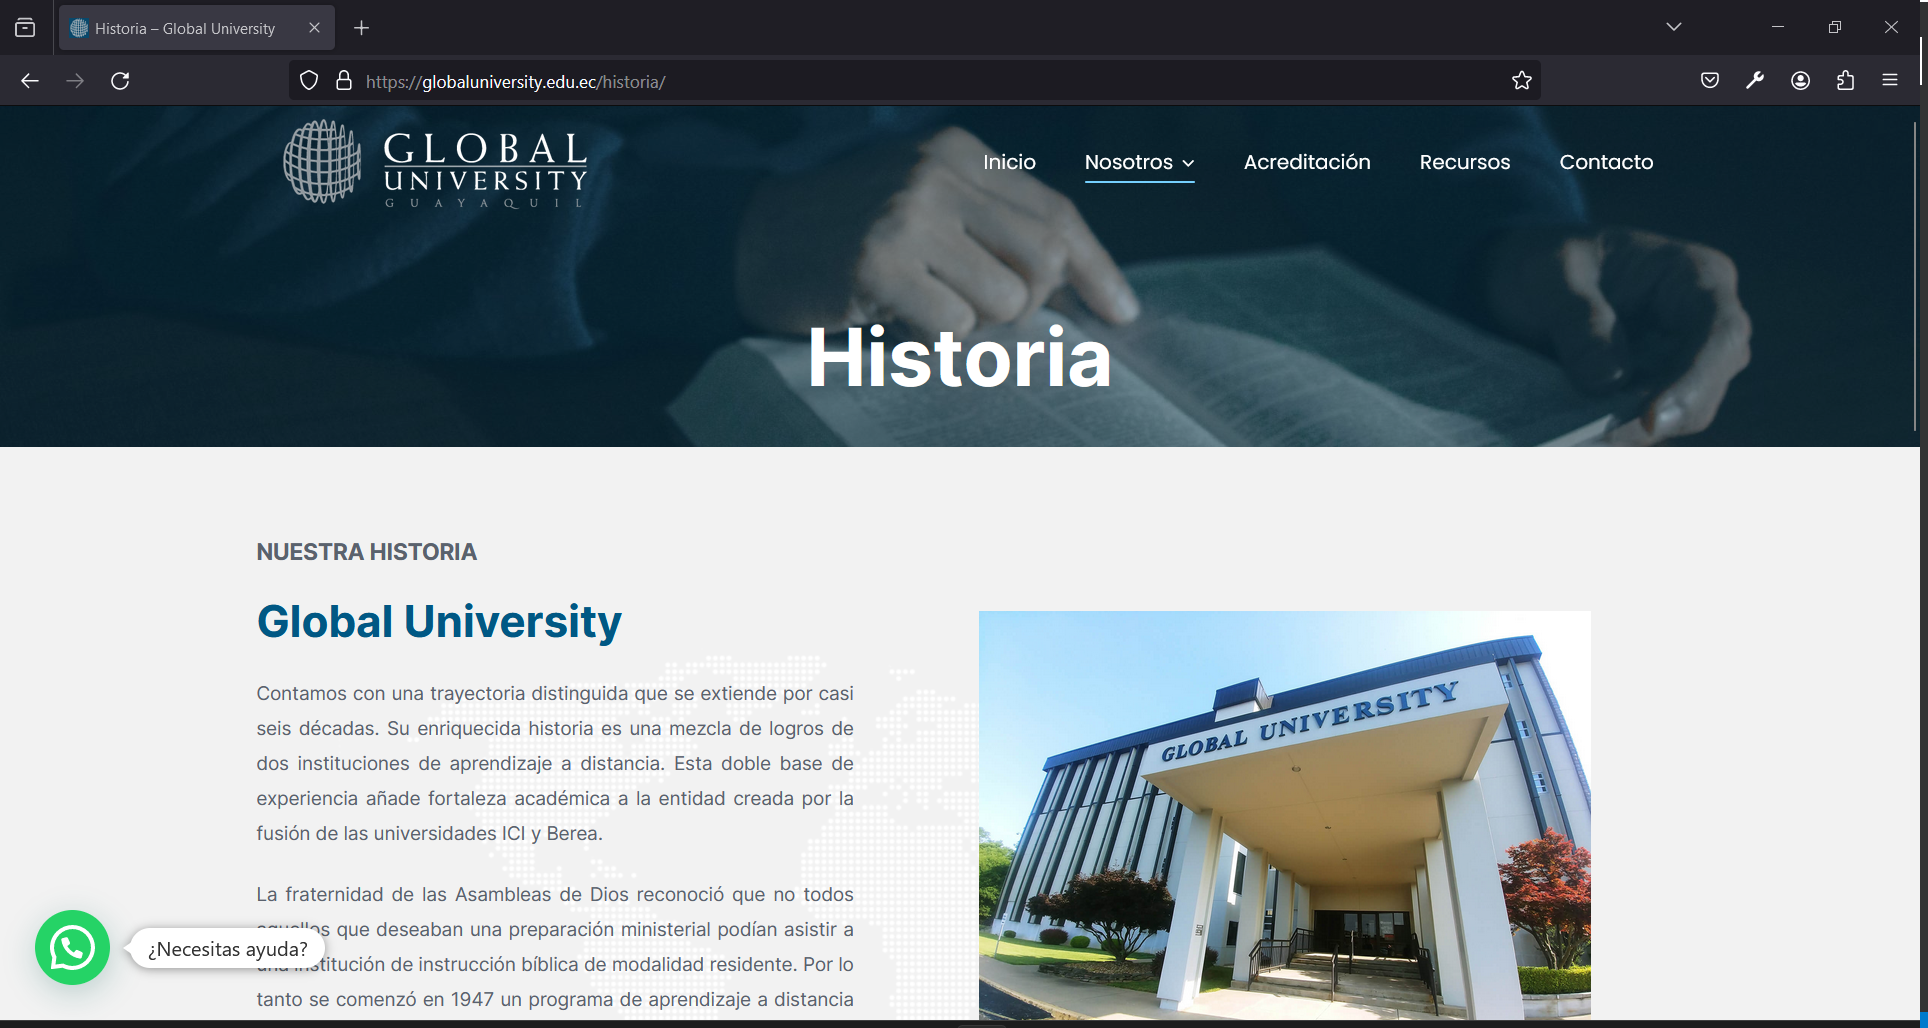 Historia – Global University
https://globaluniversity.edu.ec/historia/
GLOBAL
UNIVERSITY
GUAYAQUIL
Inicio
Nosotros
Acreditación
Recursos
Contacto
Historia
NUESTRA HISTORIA
Global University
Contamos con una trayectoria distinguida que se extiende por casi
seis décadas. Su enriquecida historia es una mezcla de logros de
dos instituciones de aprendizaje a distancia. Esta doble base de
experiencia añade fortaleza académica a la entidad creada por la
fusión de las universidades ICI y Berea.
La fraternidad de las Asambleas de Dios reconoció que no todos
aquellos que deseaban una preparación ministerial podían asistir a
una institución de instrucción bíblica de modalidad residente. Por lo
tanto se comenzó en 1947 un programa de aprendizaje a distancia
GLOBAL UNIVERSITY
¿Necesitas ayuda?